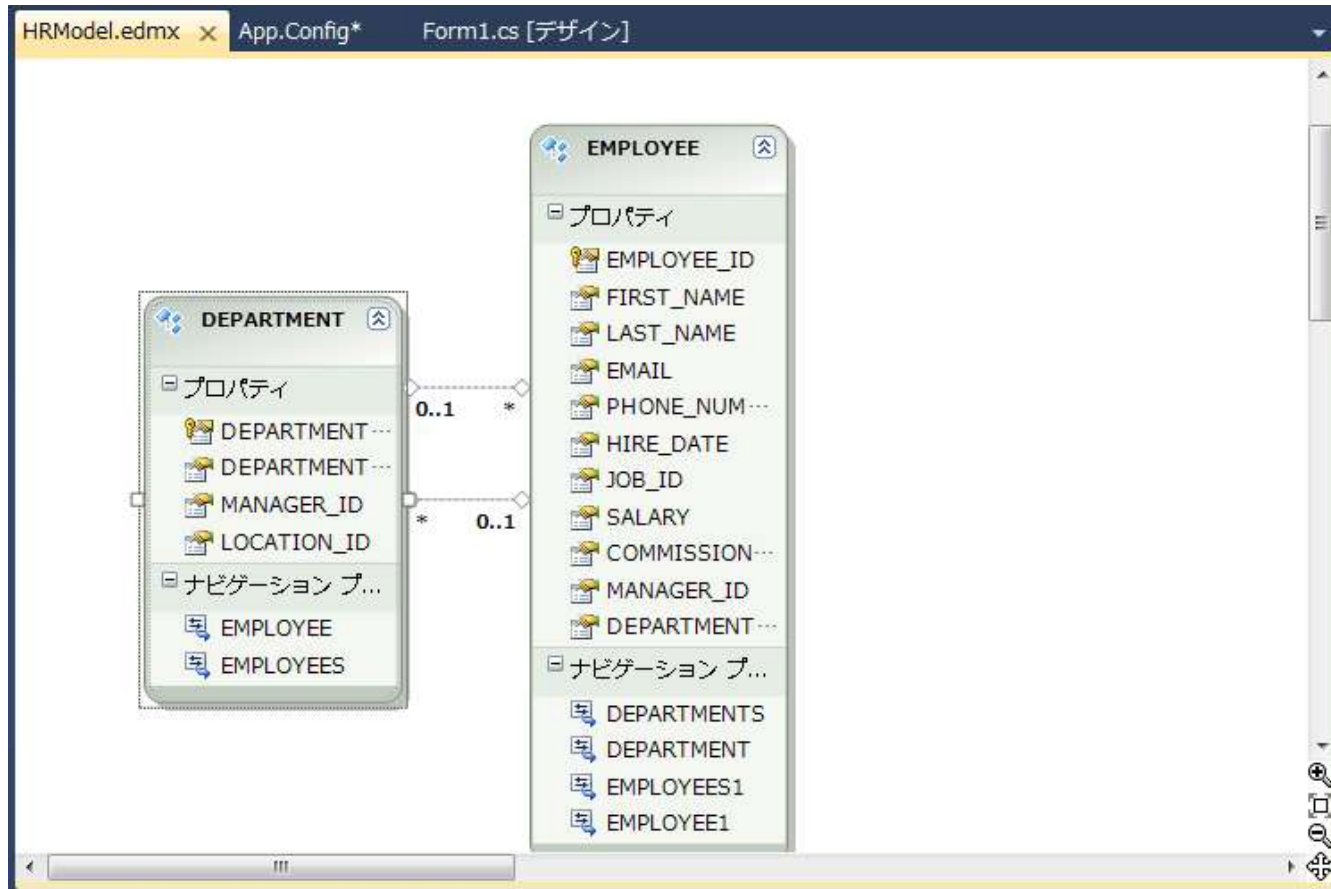 HRModel.edmx App.Config* Form1.cs [デザイン]
EMPLOYEE
プロパティ
EMPLOYEE_ID
FIRST_NAME
LAST_NAME
EMAIL
PHONE_NUM…
HIRE_DATE
JOB_ID
SALARY
COMMISSION…
MANAGER_ID
DEPARTMENT…
ナビゲーション プ...
DEPARTMENTS
DEPARTMENT
EMPLOYEES1
EMPLOYEE1
DEPARTMENT
プロパティ
DEPARTMENT…
DEPARTMENT…
MANAGER_ID
LOCATION_ID
ナビゲーション プ...
EMPLOYEE
EMPLOYEES
0..1 *
* 0..1